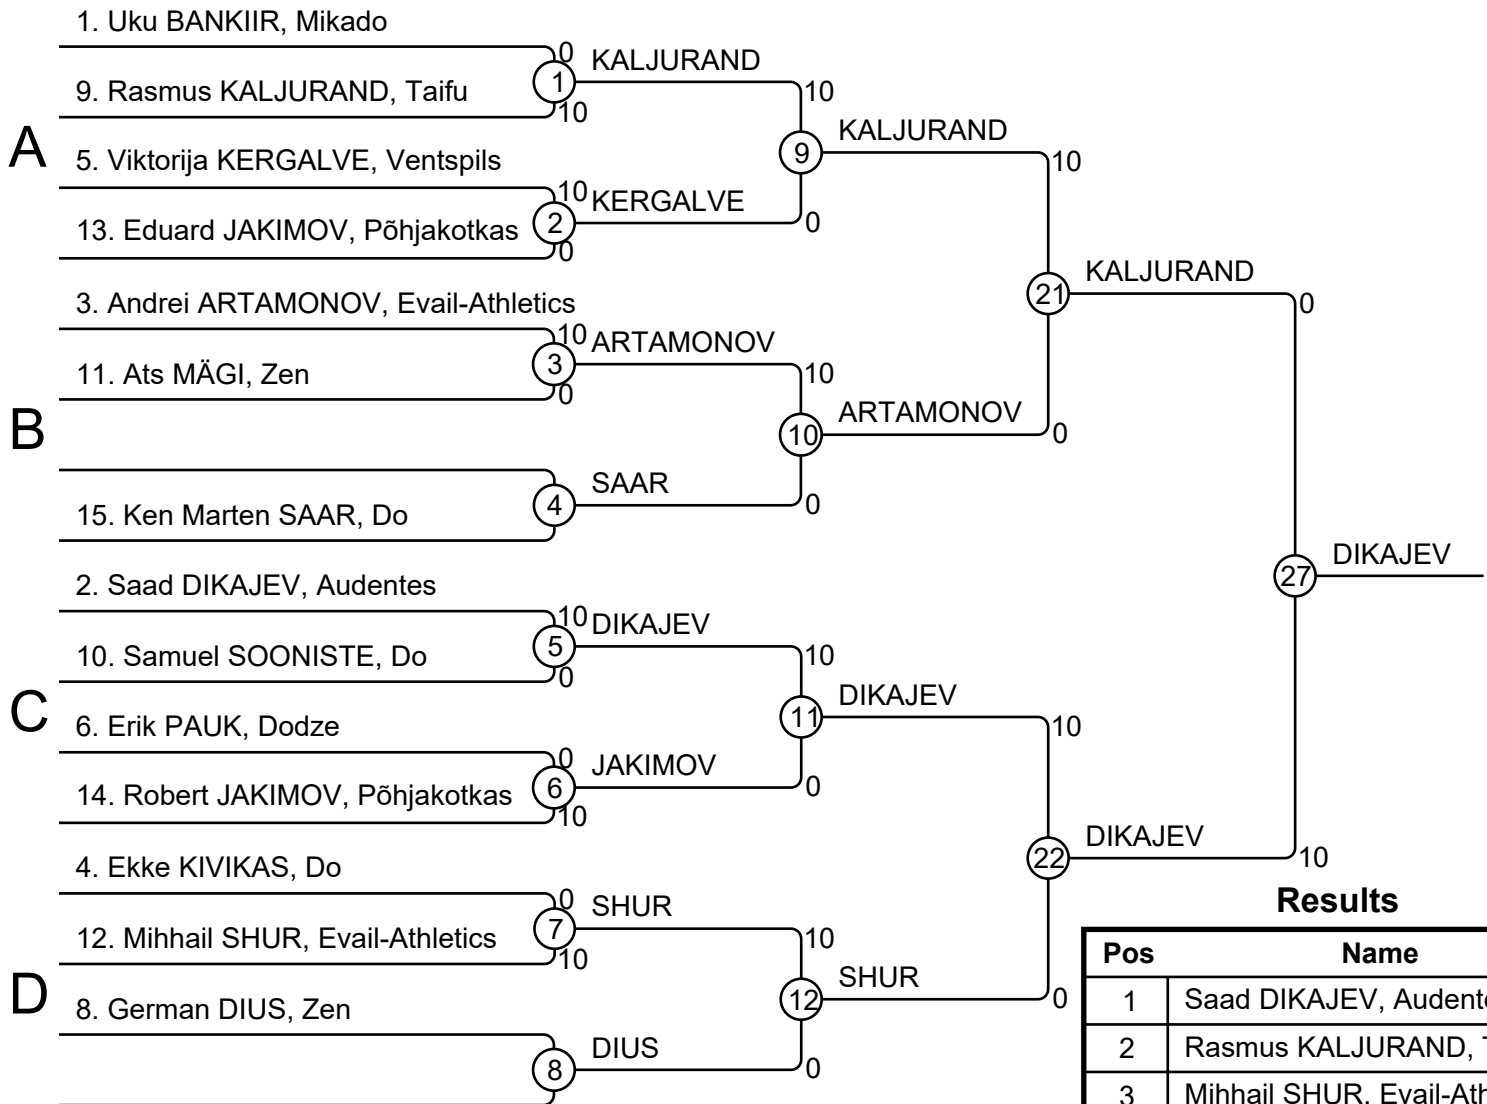 1. Uku BANKIIR, Mikado
0
KALJURAND
9. Rasmus KALJURAND, Taifu
1
10
10
A
KALJURAND
5. Viktorija KERGALVE, Ventspils
9
10
10
KERGALVE
13. Eduard JAKIMOV, Põhjakotkas
2
0
0
KALJURAND
3. Andrei ARTAMONOV, Evail-Athletics
21
0
10
ARTAMONOV
11. Ats MÄGI, Zen
3
10
0
B
ARTAMONOV
10
0
SAAR
15. Ken Marten SAAR, Do
4
0
DIKAJEV
27
2. Saad DIKAJEV, Audentes
10
DIKAJEV
10. Samuel SOONISTE, Do
5
10
0
C
DIKAJEV
6. Erik PAUK, Dodze
11
10
0
JAKIMOV
14. Robert JAKIMOV, Põhjakotkas
6
0
10
DIKAJEV
4. Ekke KIVIKAS, Do
22
10
0
SHUR
12. Mihhail SHUR, Evail-Athletics
7
10
10
D
SHUR
8. German DIUS, Zen
12
0
DIUS
8
0
Results
Pos Name
1 Saad DIKAJEV,
2 Rasmus KALJURAND,
3 Mihhail SHUR,